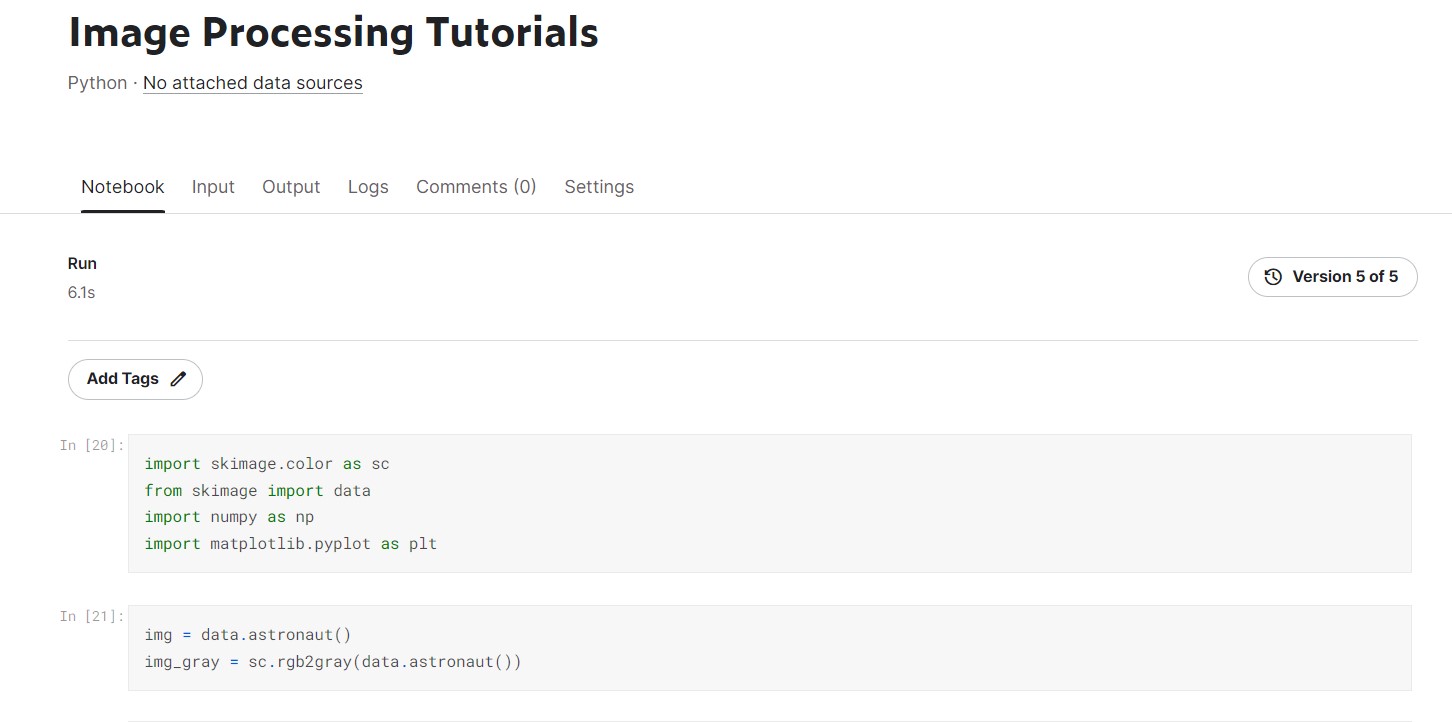 Image Processing Tutorials
Python · No attached data sources
Notebook Input Output Logs Comments (0) Settings
Run
6.1s
Version 5 of 5
Add Tags
In [20]:
import skimage.color as sc
from skimage import data
import numpy as np
import matplotlib.pyplot as plt
In [21]:
img = data.astronaut()
img_gray = sc.rgb2gray(data.astronaut())